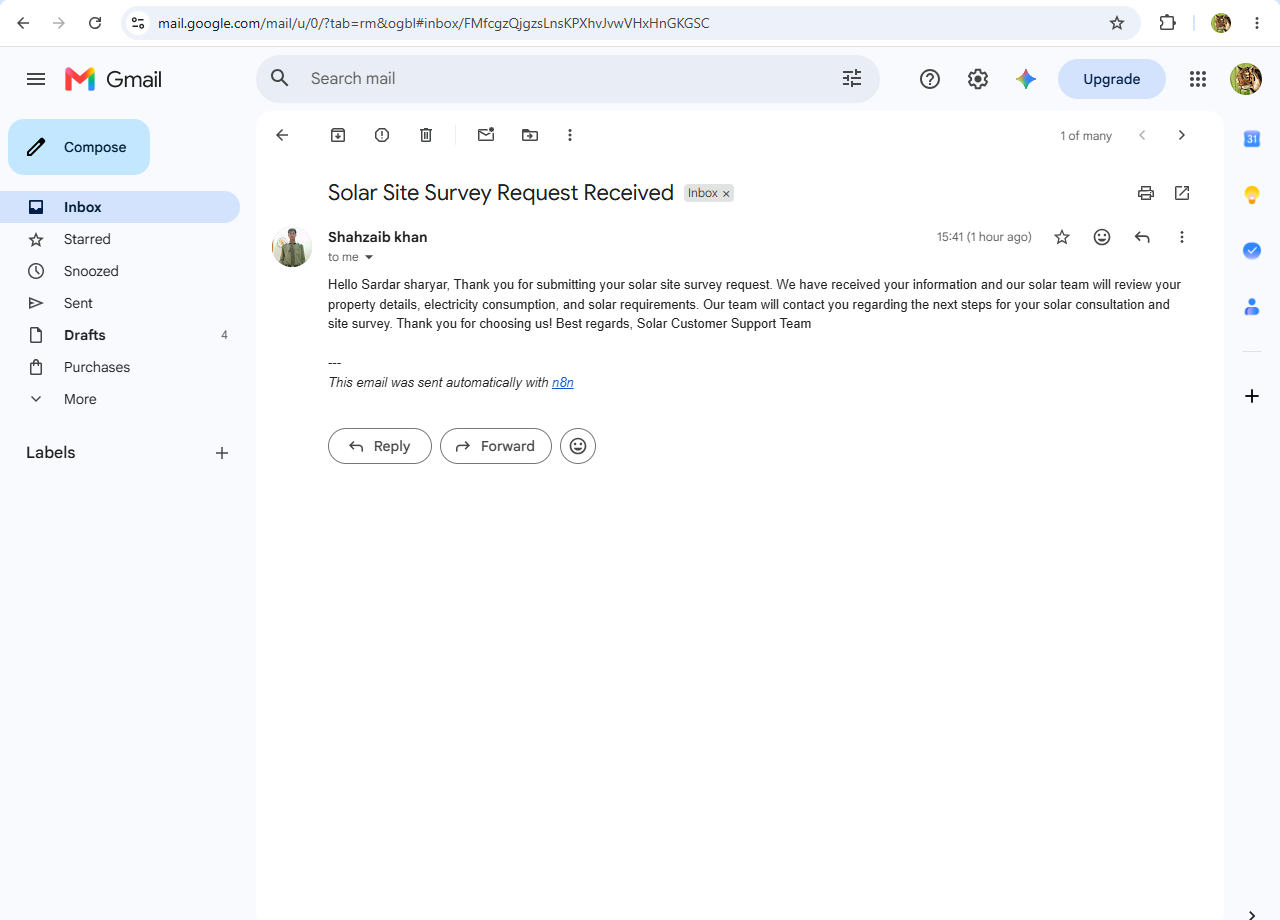 mail.google.com/mail/u/0/?tab=rm&ogbl#inbox/FMfcgzQjgzsLnsKPXhvJvwVHxHnGKGSC
Gmail
Search mail
Upgrade
Compose
1 of many
31
Inbox
Starred
Snoozed
Sent
Drafts 4
Purchases
More
Labels
Solar Site Survey Request Received Inbox x
Shahzaib khan 15:41 (1 hour ago)
to me
Hello Sardar sharyar, Thank you for submitting your solar site survey request. We have received your information and our solar team will review your
property details, electricity consumption, and solar requirements. Our team will contact you regarding the next steps for your solar consultation and
site survey. Thank you for choosing us! Best regards, Solar Customer Support Team
---
This email was sent automatically with n8n
Reply Forward